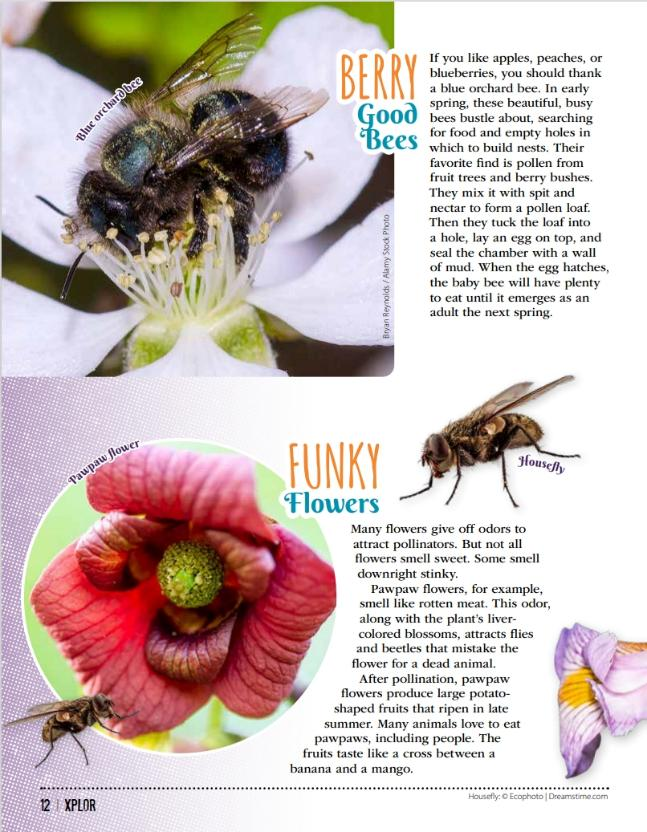 Blue orchard bee
BERRY
Good
Bees
Bryan Reynolds / Alamy Stock Photo
If you like apples, peaches, or
blueberries, you should thank
a blue orchard bee. In early
spring, these beautiful, busy
bees bustle about, searching
for food and empty holes in
which to build nests. Their
favorite find is pollen from
fruit trees and berry bushes.
They mix it with spit and
nectar to form a pollen loaf.
Then they tuck the loaf into
a hole, lay an egg on top, and
seal the chamber with a wall
of mud. When the egg hatches,
the baby bee will have plenty
to eat until it emerges as an
adult the next spring.
Pawpaw flower
FUNKY
Flowers
Housefly
Many flowers give off odors to
attract pollinators. But not all
flowers smell sweet. Some smell
downright stinky.
Pawpaw flowers, for example,
smell like rotten meat. This odor,
along with the plant's liver-
colored blossoms, attracts flies
and beetles that mistake the
flower for a dead animal.
After pollination, pawpaw
flowers produce large potato-
shaped fruits that ripen in late
summer. Many animals love to eat
pawpaws, including people. The
fruits taste like a cross between a
banana and a mango.
Housefly: © Ecophoto | Dreamstime.com
12 | XPLOR